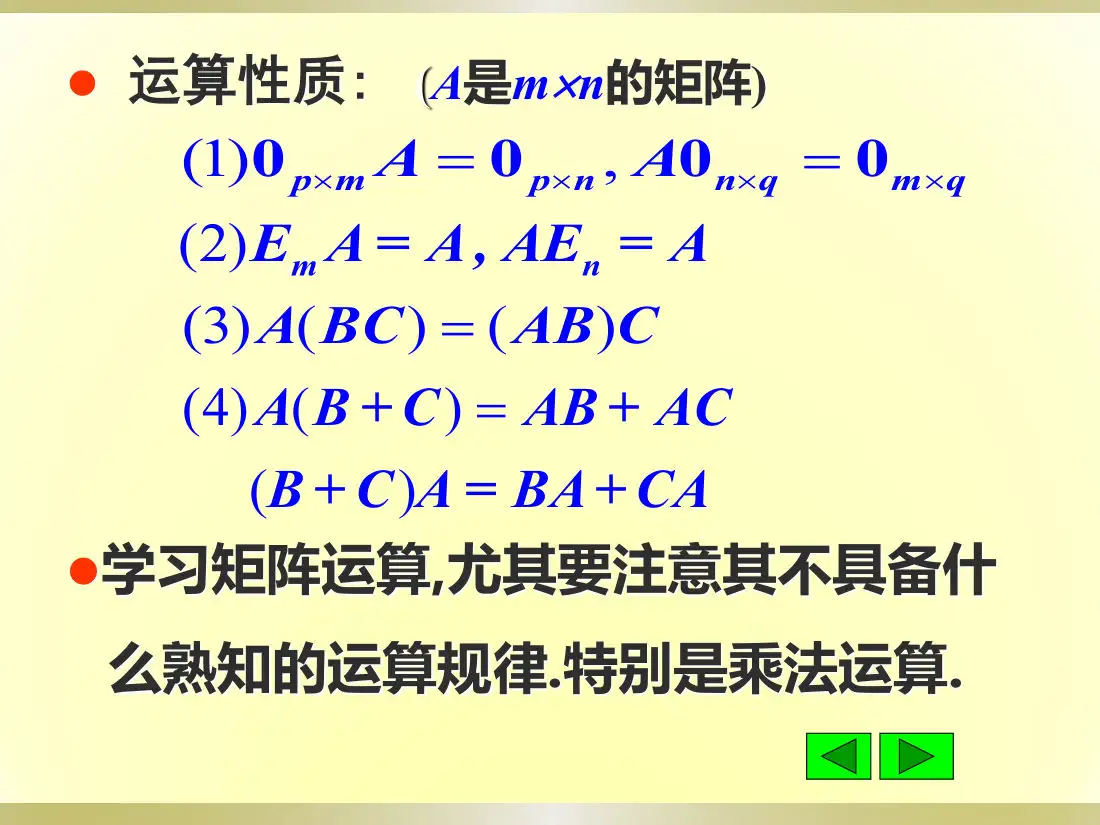 ● 运算性质： (A是m×n的矩阵)
(1)0ₚ×ₘA = 0ₚ×ₙ, A0ₙ×q = 0ₘ×q
(2)EₘA = A, AEₙ = A
(3)A(BC) = (AB)C
(4)A(B+C) = AB + AC
(B+C)A = BA + CA
●学习矩阵运算,尤其要注意其不具备什
么熟知的运算规律.特别是乘法运算.